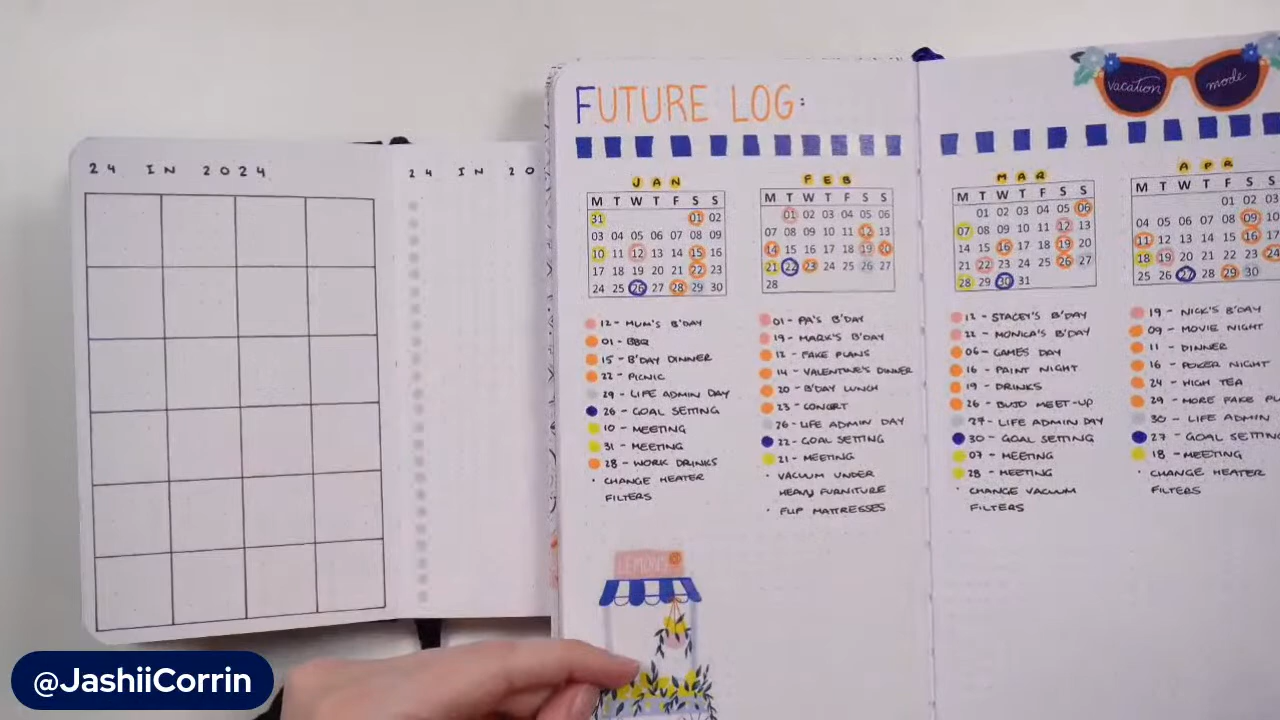 24 IN 2024
24 IN 20
FUTURE LOG:
vacation mode
JAN
M T W T F S S
31 01 02
03 04 05 06 07 08 09
10 11 12 13 14 15 16
17 18 19 20 21 22 23
24 25 26 27 28 29 30
12 - MUM'S B'DAY
01 - BBQ
15 - B'DAY DINNER
22 - PICNIC
29 - LIFE ADMIN DAY
26 - GOAL SETTING
10 - MEETING
31 - MEETING
28 - WORK DRINKS
• CHANGE HEATER
FILTERS
LEMONS
FEB
M T W T F S S
01 02 03 04 05 06
07 08 09 10 11 12 13
14 15 16 17 18 19 20
21 22 23 24 25 26 27
28
01 - PA'S B'DAY
19 - MARK'S B'DAY
12 - FAKE PLANS
14 - VALENTINE'S DINNER
20 - B'DAY LUNCH
23 - CONCERT
26 - LIFE ADMIN DAY
22 - GOAL SETTING
21 - MEETING
• VACUUM UNDER
HEAVY FURNITURE
• FLIP MATTRESSES
MAR
M T W T F S S
01 02 03 04 05 06
07 08 09 10 11 12 13
14 15 16 17 18 19 20
21 22 23 24 25 26 27
28 29 30 31
12 - STACEY'S B'DAY
22 - MONICA'S B'DAY
06 - GAMES DAY
16 - PAINT NIGHT
19 - DRINKS
26 - BUJO MEET-UP
27 - LIFE ADMIN DAY
30 - GOAL SETTING
07 - MEETING
28 - MEETING
• CHANGE VACUUM
FILTERS
APR
M T W T F S S
01 02 03
04 05 06 07 08 09
11 12 13 14 15 16
18 19 20 21 22 23 24
25 26 27 28 29 30
19 - NICK'S B'DAY
09 - MOVIE NIGHT
11 - DINNER
16 - POKER NIGHT
24 - HIGH TEA
29 - MORE FAKE PL
30 - LIFE ADMIN
27 - GOAL SETTING
18 - MEETING
• CHANGE HEATER
FILTERS
@JashiiCorrin